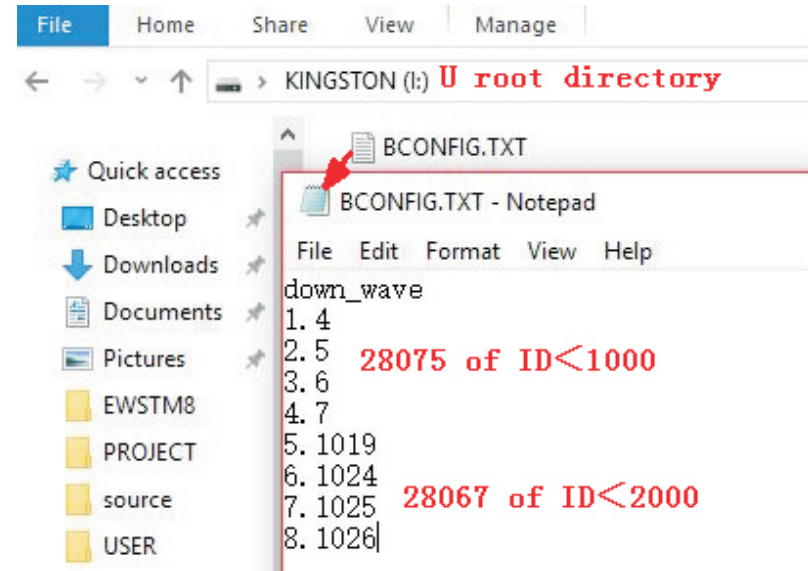 File Home Share View Manage
KINGSTON (I:) U root directory
BCONFIG.TXT
Quick access
BCONFIG.TXT - Notepad
Desktop
File Edit Format View Help
Downloads
down_wave
Documents
1.4
2.5
28075 of ID<1000
Pictures
3.6
EWSTM8
4.7
PROJECT
5.1019
6.1024
source
7.1025
28067 of ID<2000
USER
8.1026